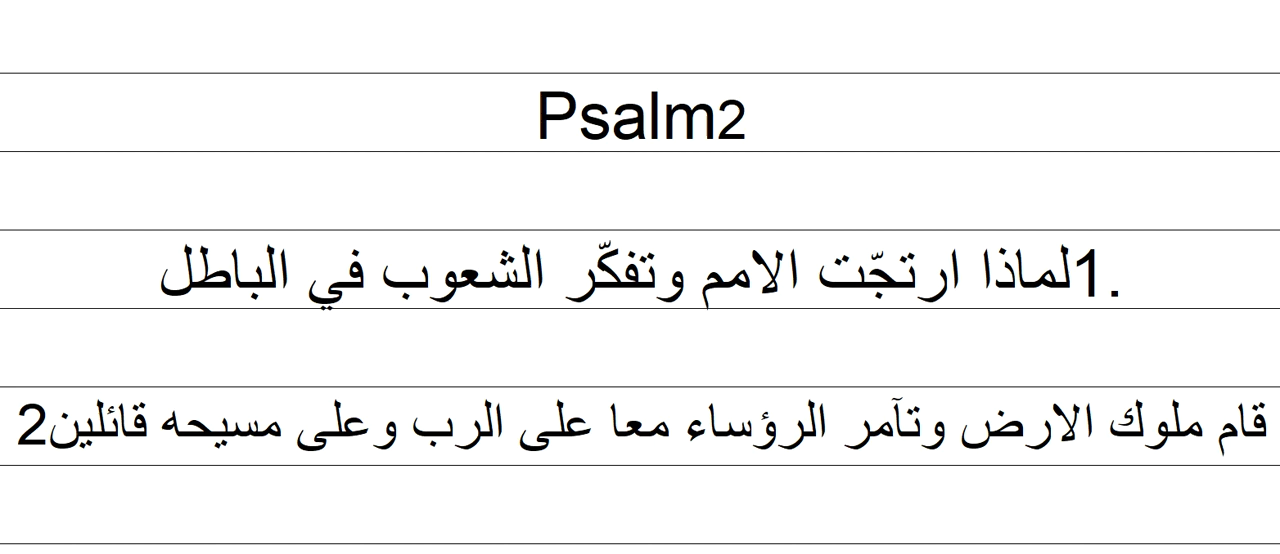 Psalm2
.1لماذا ارتجّت الامم وتفكّر الشعوب في الباطل
قام ملوك الارض وتآمر الرؤساء معا على الرب وعلى مسيحه قائلين2